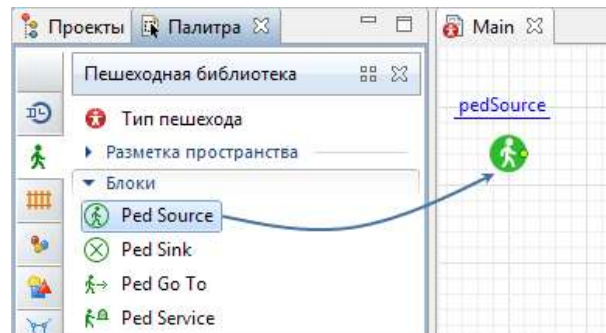 Проекты Палитра Main
Пешеходная библиотека
pedSource
Тип пешехода
Разметка пространства
Блоки
Ped Source
Ped Sink
Ped Go To
Ped Service